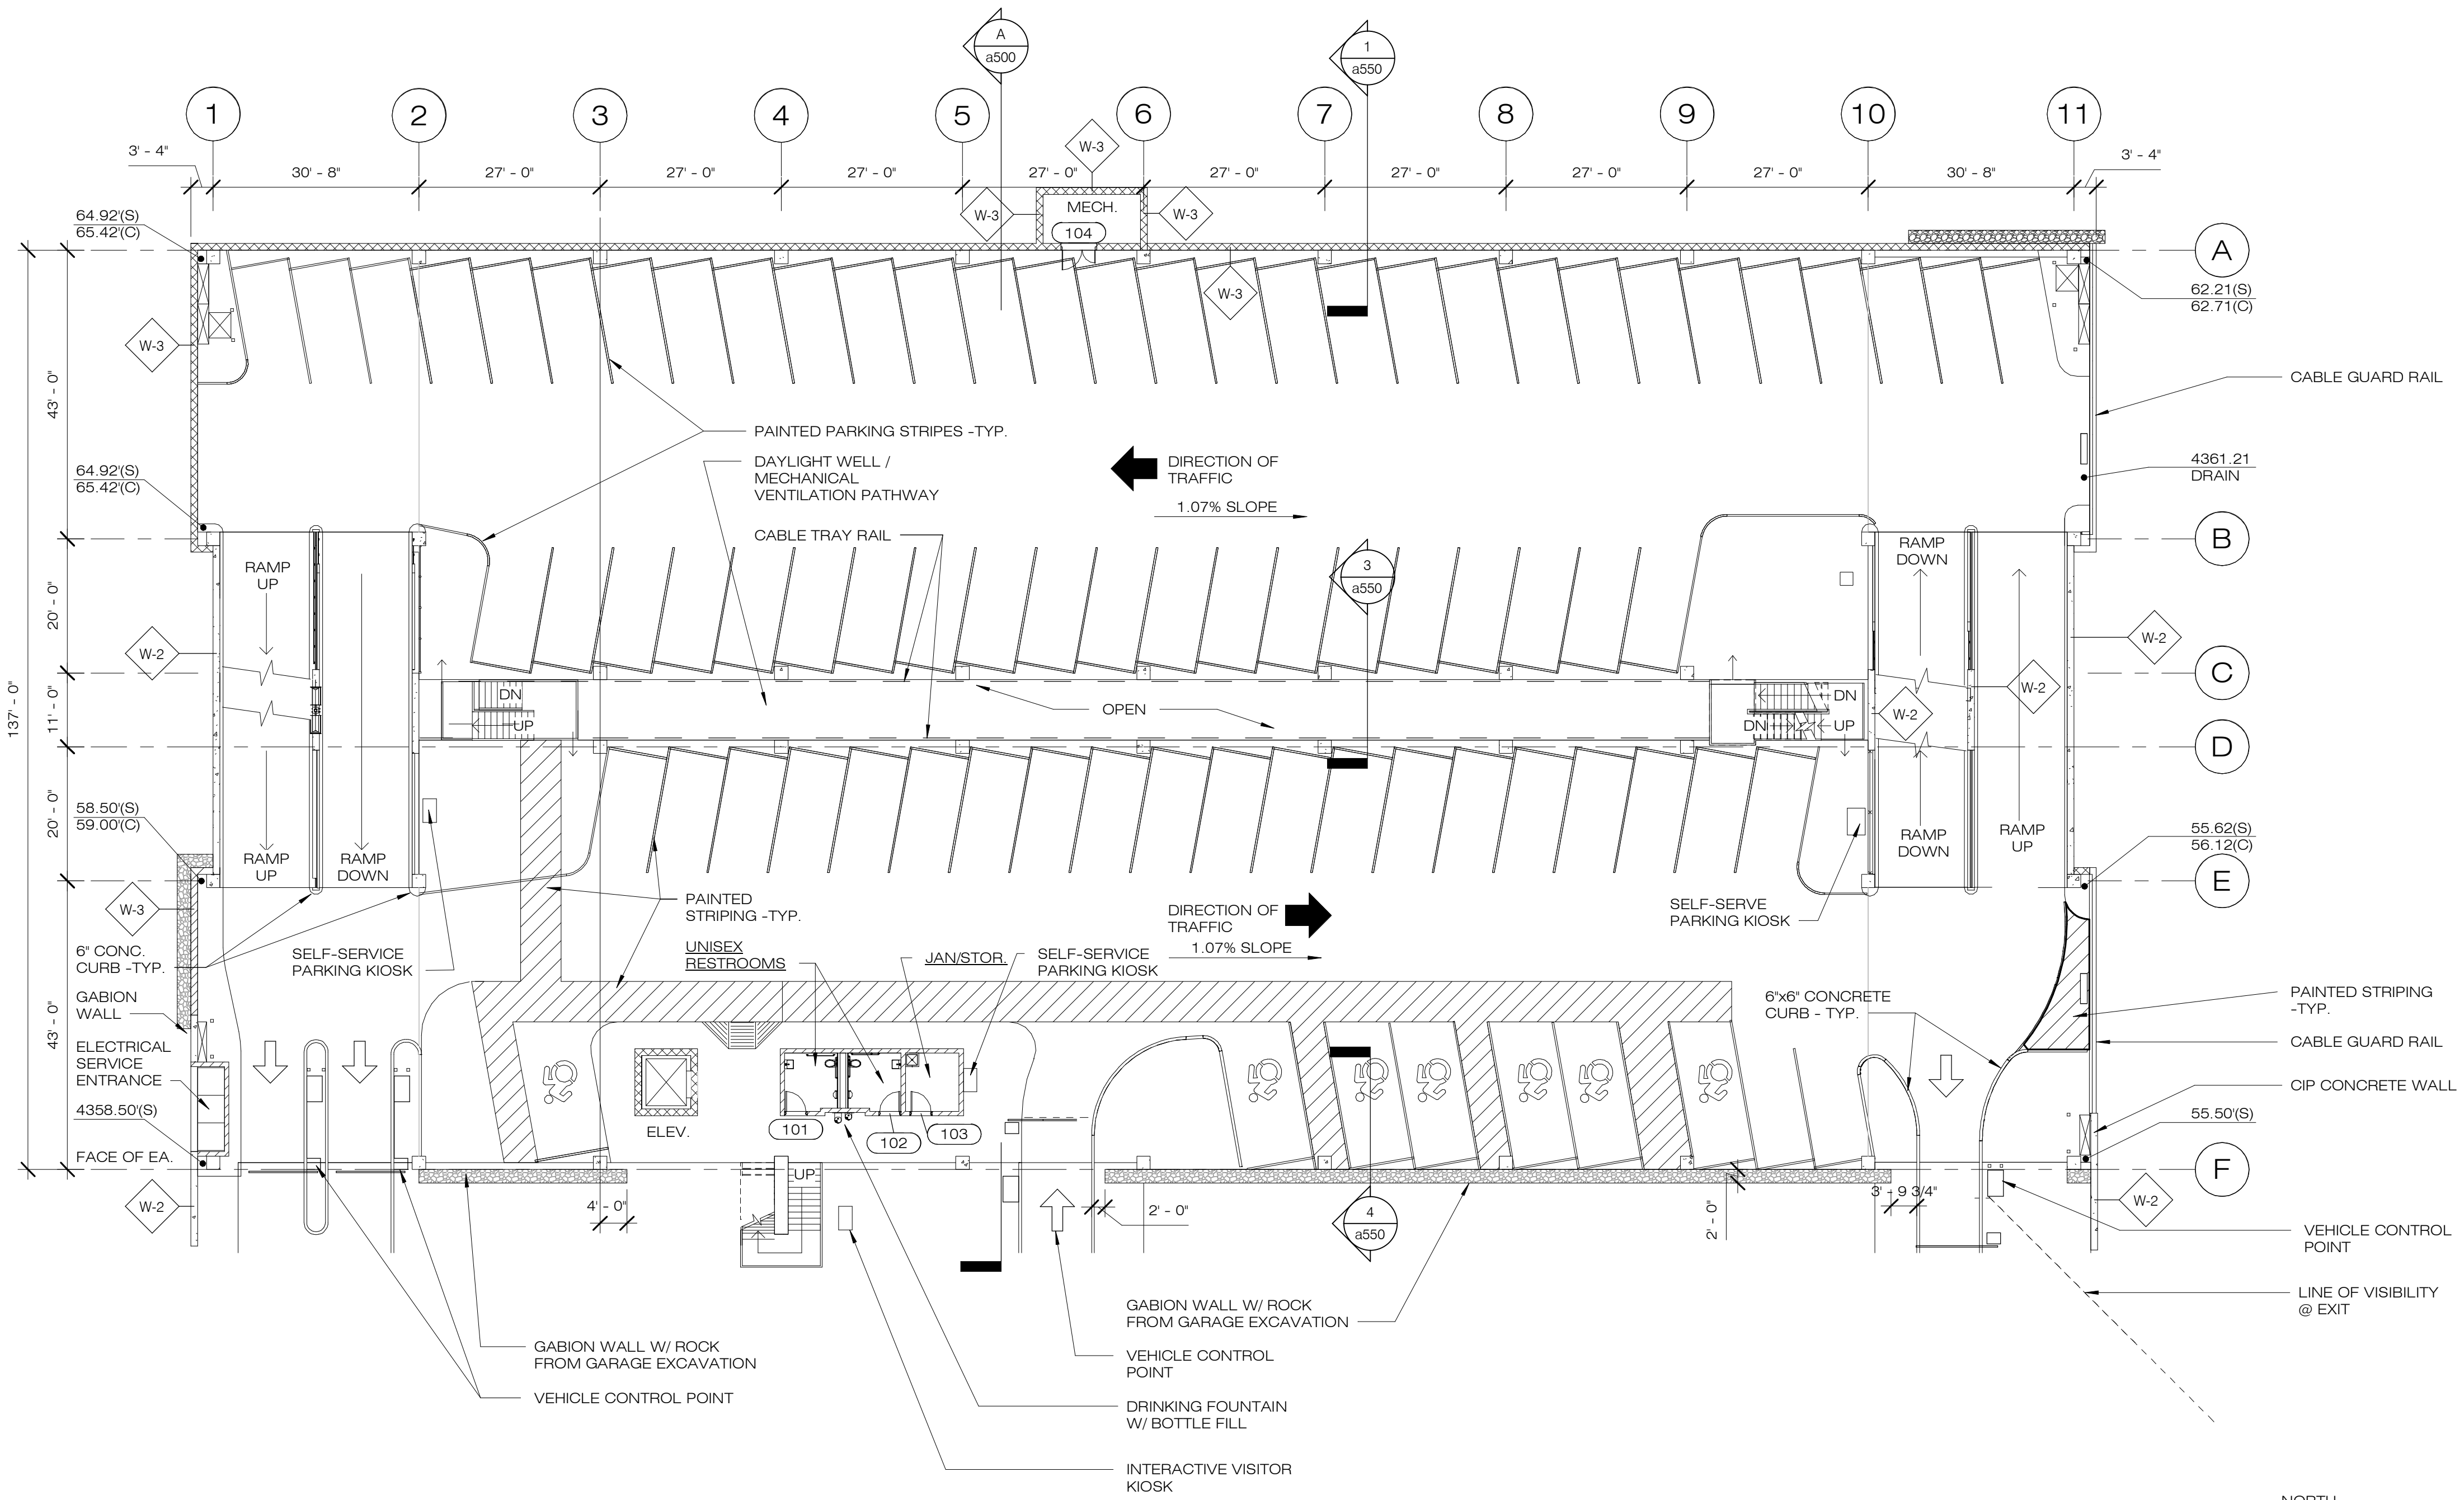 A
a500
1
a550
1
2
3
4
5
6
7
8
9
10
11
3' - 4"
30' - 8"
27' - 0"
27' - 0"
27' - 0"
27' - 0"
27' - 0"
27' - 0"
27' - 0"
27' - 0"
30' - 8"
3' - 4"
W-3
W-3
W-3
MECH.
104
64.92'(S)
65.42'(C)
A
W-3
62.21(S)
62.71(C)
W-3
CABLE GUARD RAIL
43' - 0"
PAINTED PARKING STRIPES -TYP.
DAYLIGHT WELL /
MECHANICAL
VENTILATION PATHWAY
DIRECTION OF
TRAFFIC
1.07% SLOPE
64.92'(S)
65.42'(C)
4361.21
DRAIN
CABLE TRAY RAIL
B
RAMP
UP
RAMP
DOWN
3
a550
20' - 0"
W-2
W-2
C
W-2
137' - 0"
11' - 0"
DN
UP
OPEN
DN
DN
UP
W-2
D
20' - 0"
58.50'(S)
59.00'(C)
55.62(S)
56.12(C)
RAMP
UP
RAMP
DOWN
RAMP
DOWN
RAMP
UP
E
W-3
PAINTED
STRIPING -TYP.
DIRECTION OF
TRAFFIC
1.07% SLOPE
SELF-SERVE
PARKING KIOSK
6" CONC.
CURB -TYP.
SELF-SERVICE
PARKING KIOSK
UNISEX
RESTROOMS
JAN/STOR.
SELF-SERVICE
PARKING KIOSK
GABION
WALL
6"x6" CONCRETE
CURB - TYP.
PAINTED STRIPING
-TYP.
43' - 0"
ELECTRICAL
SERVICE
ENTRANCE
CABLE GUARD RAIL
CIP CONCRETE WALL
4358.50'(S)
55.50'(S)
ELEV.
101
102
103
FACE OF EA.
F
UP
W-2
4' - 0"
2' - 0"
4
a550
2' - 0"
3' - 9 3/4"
W-2
VEHICLE CONTROL
POINT
LINE OF VISIBILITY
@ EXIT
GABION WALL W/ ROCK
FROM GARAGE EXCAVATION
GABION WALL W/ ROCK
FROM GARAGE EXCAVATION
VEHICLE CONTROL
POINT
VEHICLE CONTROL POINT
DRINKING FOUNTAIN
W/ BOTTLE FILL
INTERACTIVE VISITOR
KIOSK
NORTH